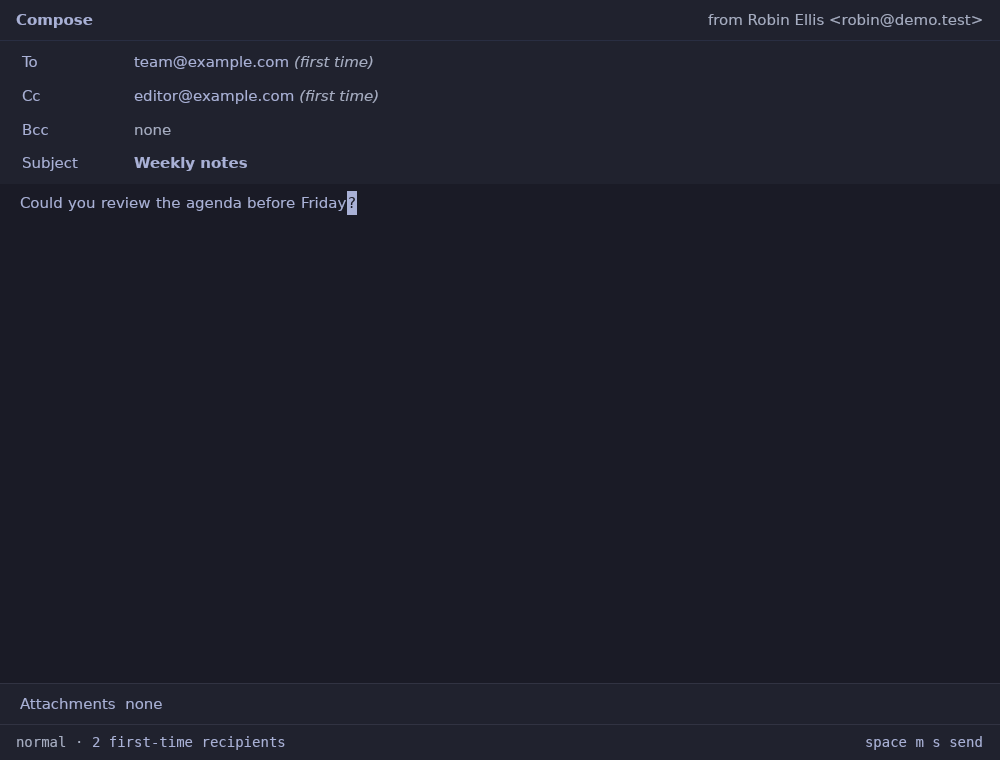 Compose from Robin Ellis <robin@demo.test>
To team@example.com (first time)
Cc editor@example.com (first time)
Bcc none
Subject Weekly notes
Could you review the agenda before Friday?
Attachments none
normal · 2 first-time recipients space m s send